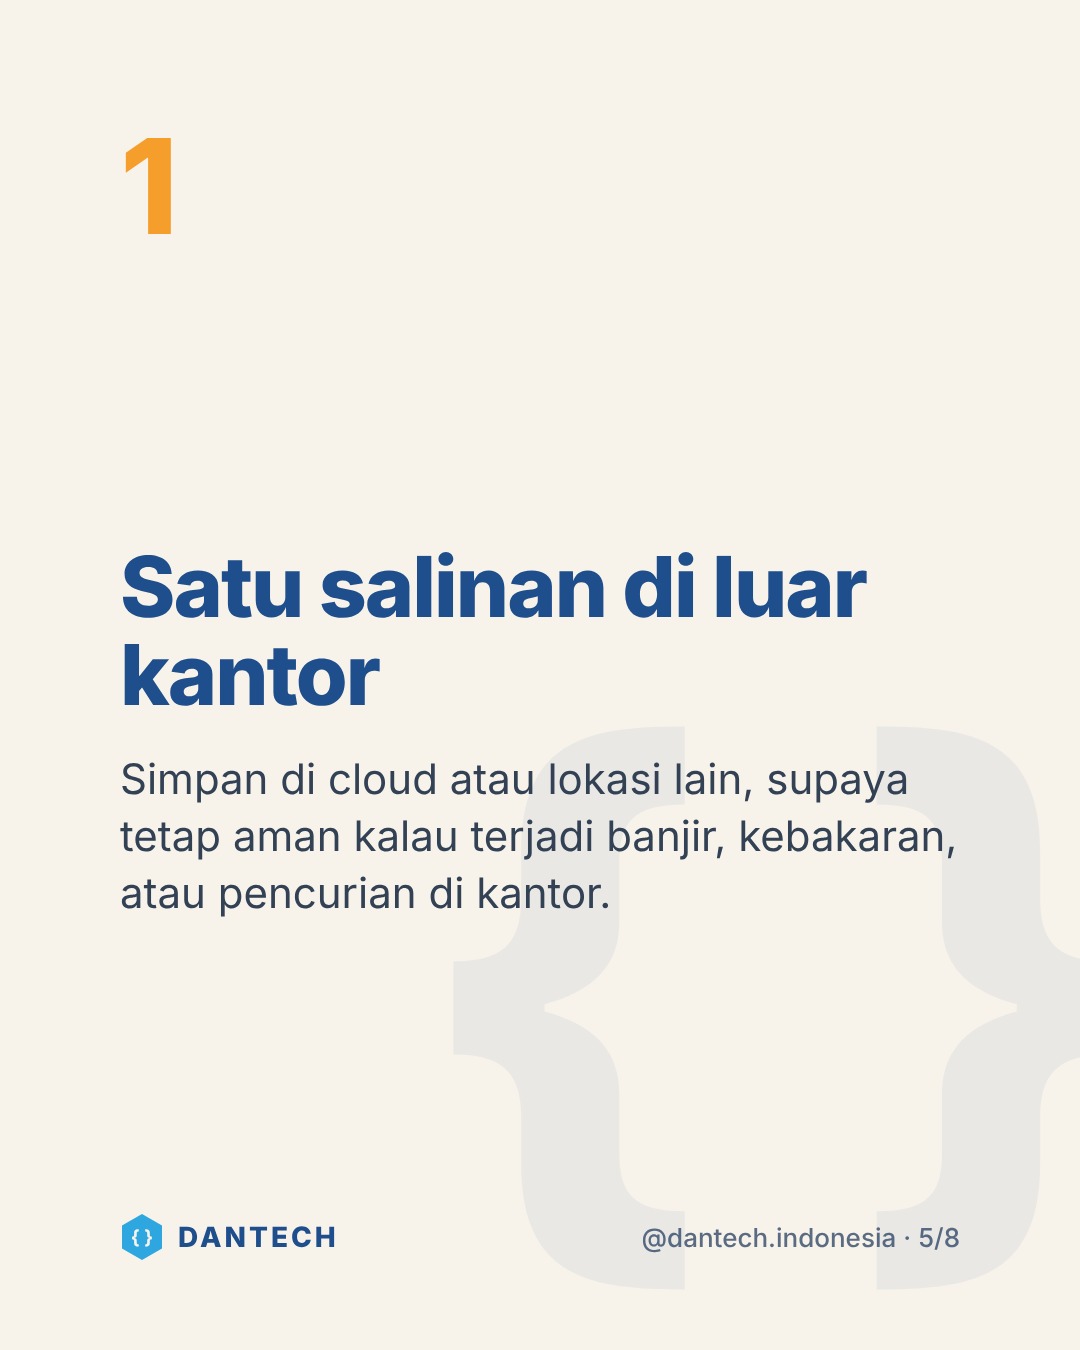 1
Satu salinan di luar
kantor
Simpan di cloud atau lokasi lain, supaya
tetap aman kalau terjadi banjir, kebakaran,
atau pencurian di kantor.
{} DANTECH
@dantech.indonesia · 5/8